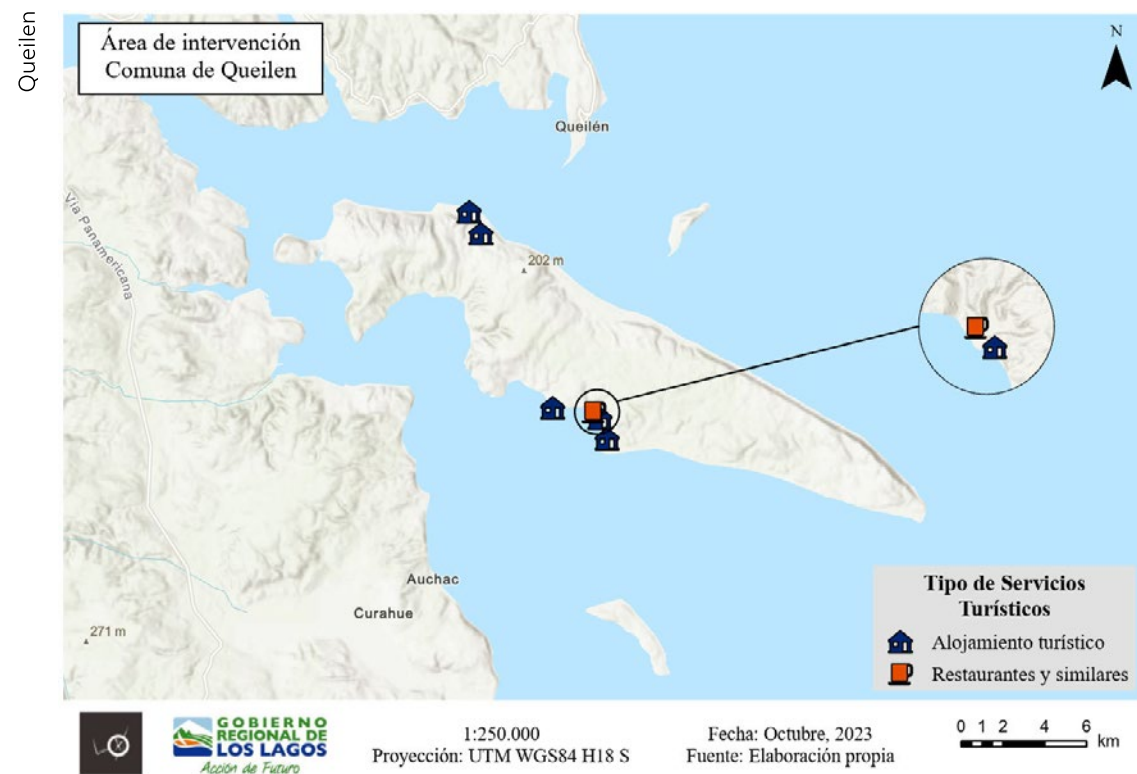 Queilen
Área de intervención
Comuna de Queilen
N
Queilén
Vía Panamericana
202 m
Auchac
Curahue
271 m
Tipo de Servicios
Turísticos
Alojamiento turístico
Restaurantes y similares
GOBIERNO
REGIONAL DE
LOS LAGOS
Acción de Futuro
1:250.000
Proyección: UTM WGS84 H18 S
Fecha: Octubre, 2023
Fuente: Elaboración propia
0 1 2 4 6
km